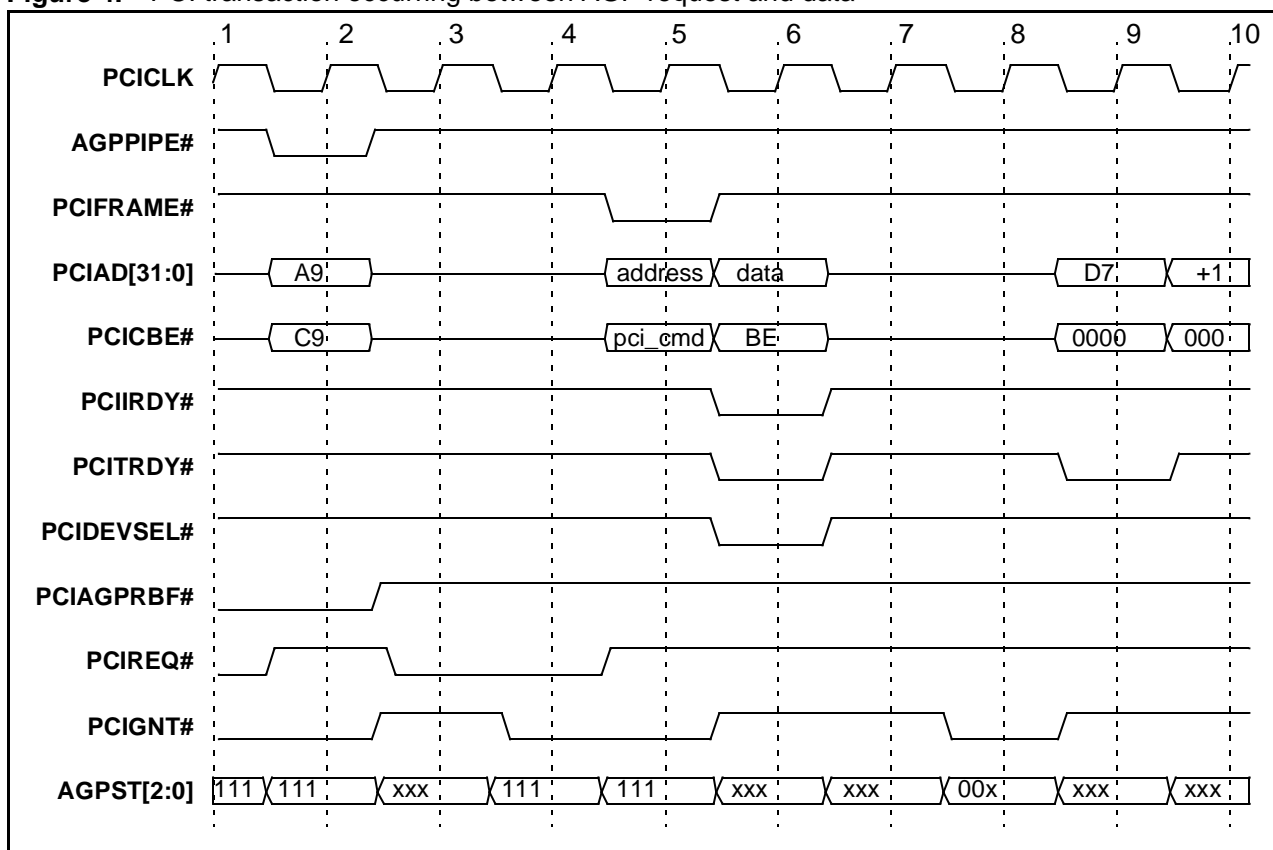 .1 .2 .3 .4 .5 .6 .7 .8 .9 .10
PCICLK
AGPPIPE#
PCIFRAME#
PCIAD[31:0] A9 address data D7 +1
PCICBE# C9 pci_cmd BE 0000 000
PCIIRDY#
PCITRDY#
PCIDEVSEL#
PCIAGPRBF#
PCIREQ#
PCIGNT#
AGPST[2:0] 111 111 xxx 111 111 xxx xxx 00x xxx xxx